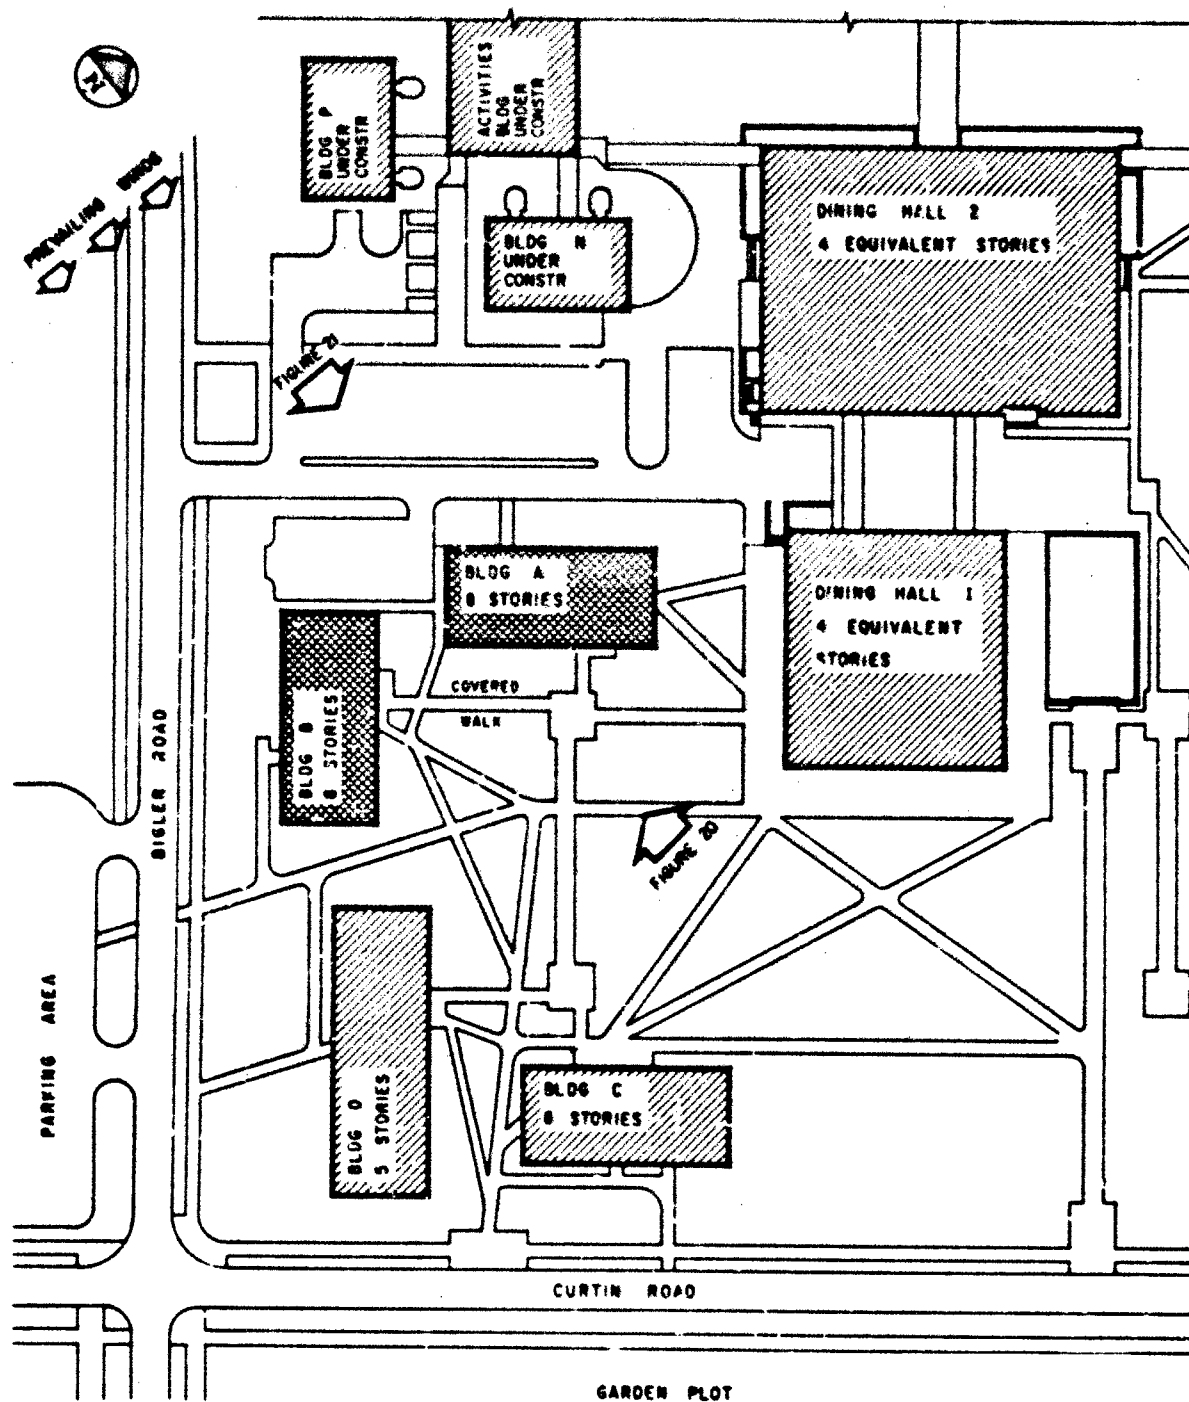 N
PREVAILING WINDS
BLDG P
UNDER
CONSTR
ACTIVITIES
BLDG
UNDER
CONSTR
BLDG N
UNDER
CONSTR
DINING HALL 2
4 EQUIVALENT STORIES
FIGURE 21
BLDG A
8 STORIES
DINING HALL 1
4 EQUIVALENT
STORIES
BLDG B
8 STORIES
COVERED
WALK
BIGLER ROAD
FIGURE 20
PARKING AREA
BLDG D
5 STORIES
BLDG C
8 STORIES
CURTIN ROAD
GARDEN PLOT